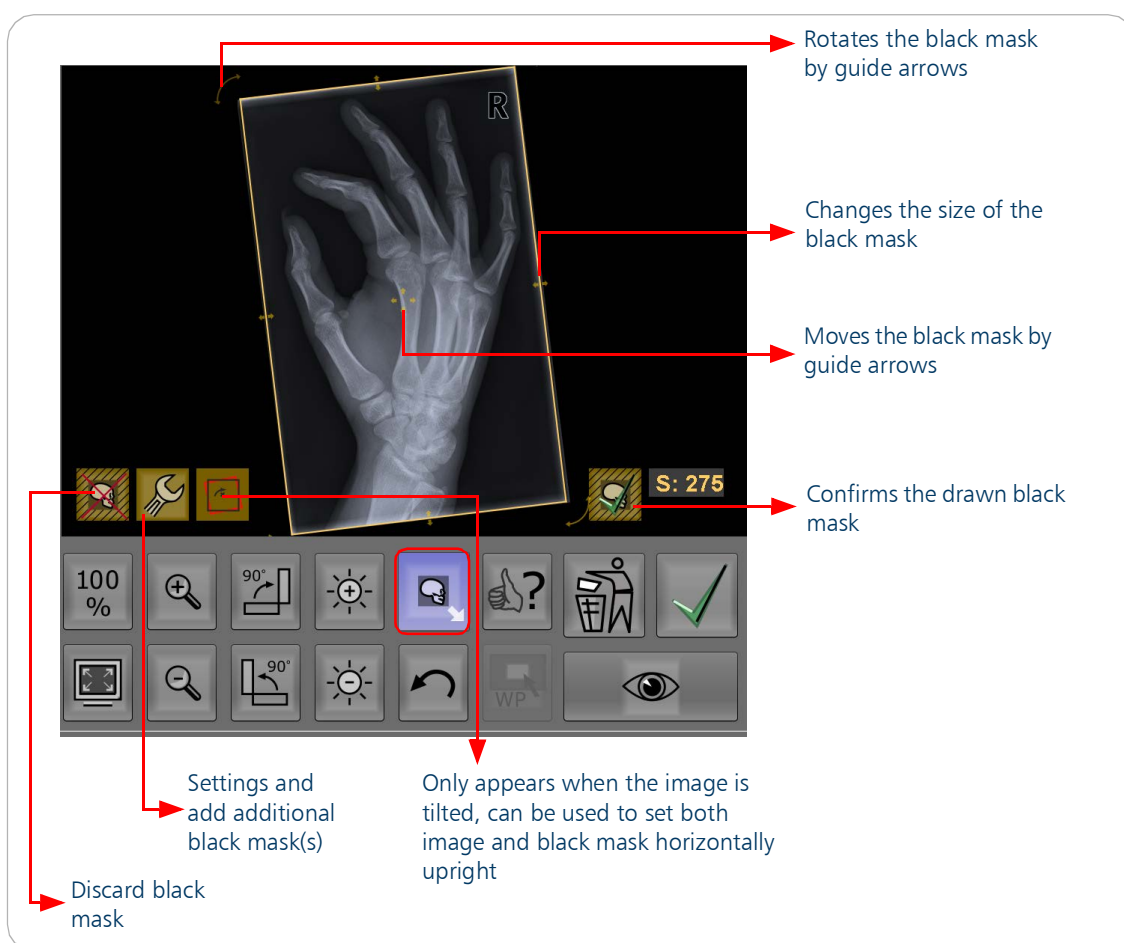 Rotates the black mask
by guide arrows
R
Changes the size of the
black mask
Moves the black mask by
guide arrows
S: 275
Confirms the drawn black
mask
100
%
90°
?
90°
WP
Settings and
add additional
black mask(s)
Only appears when the image is
tilted, can be used to set both
image and black mask horizontally
upright
Discard black
mask